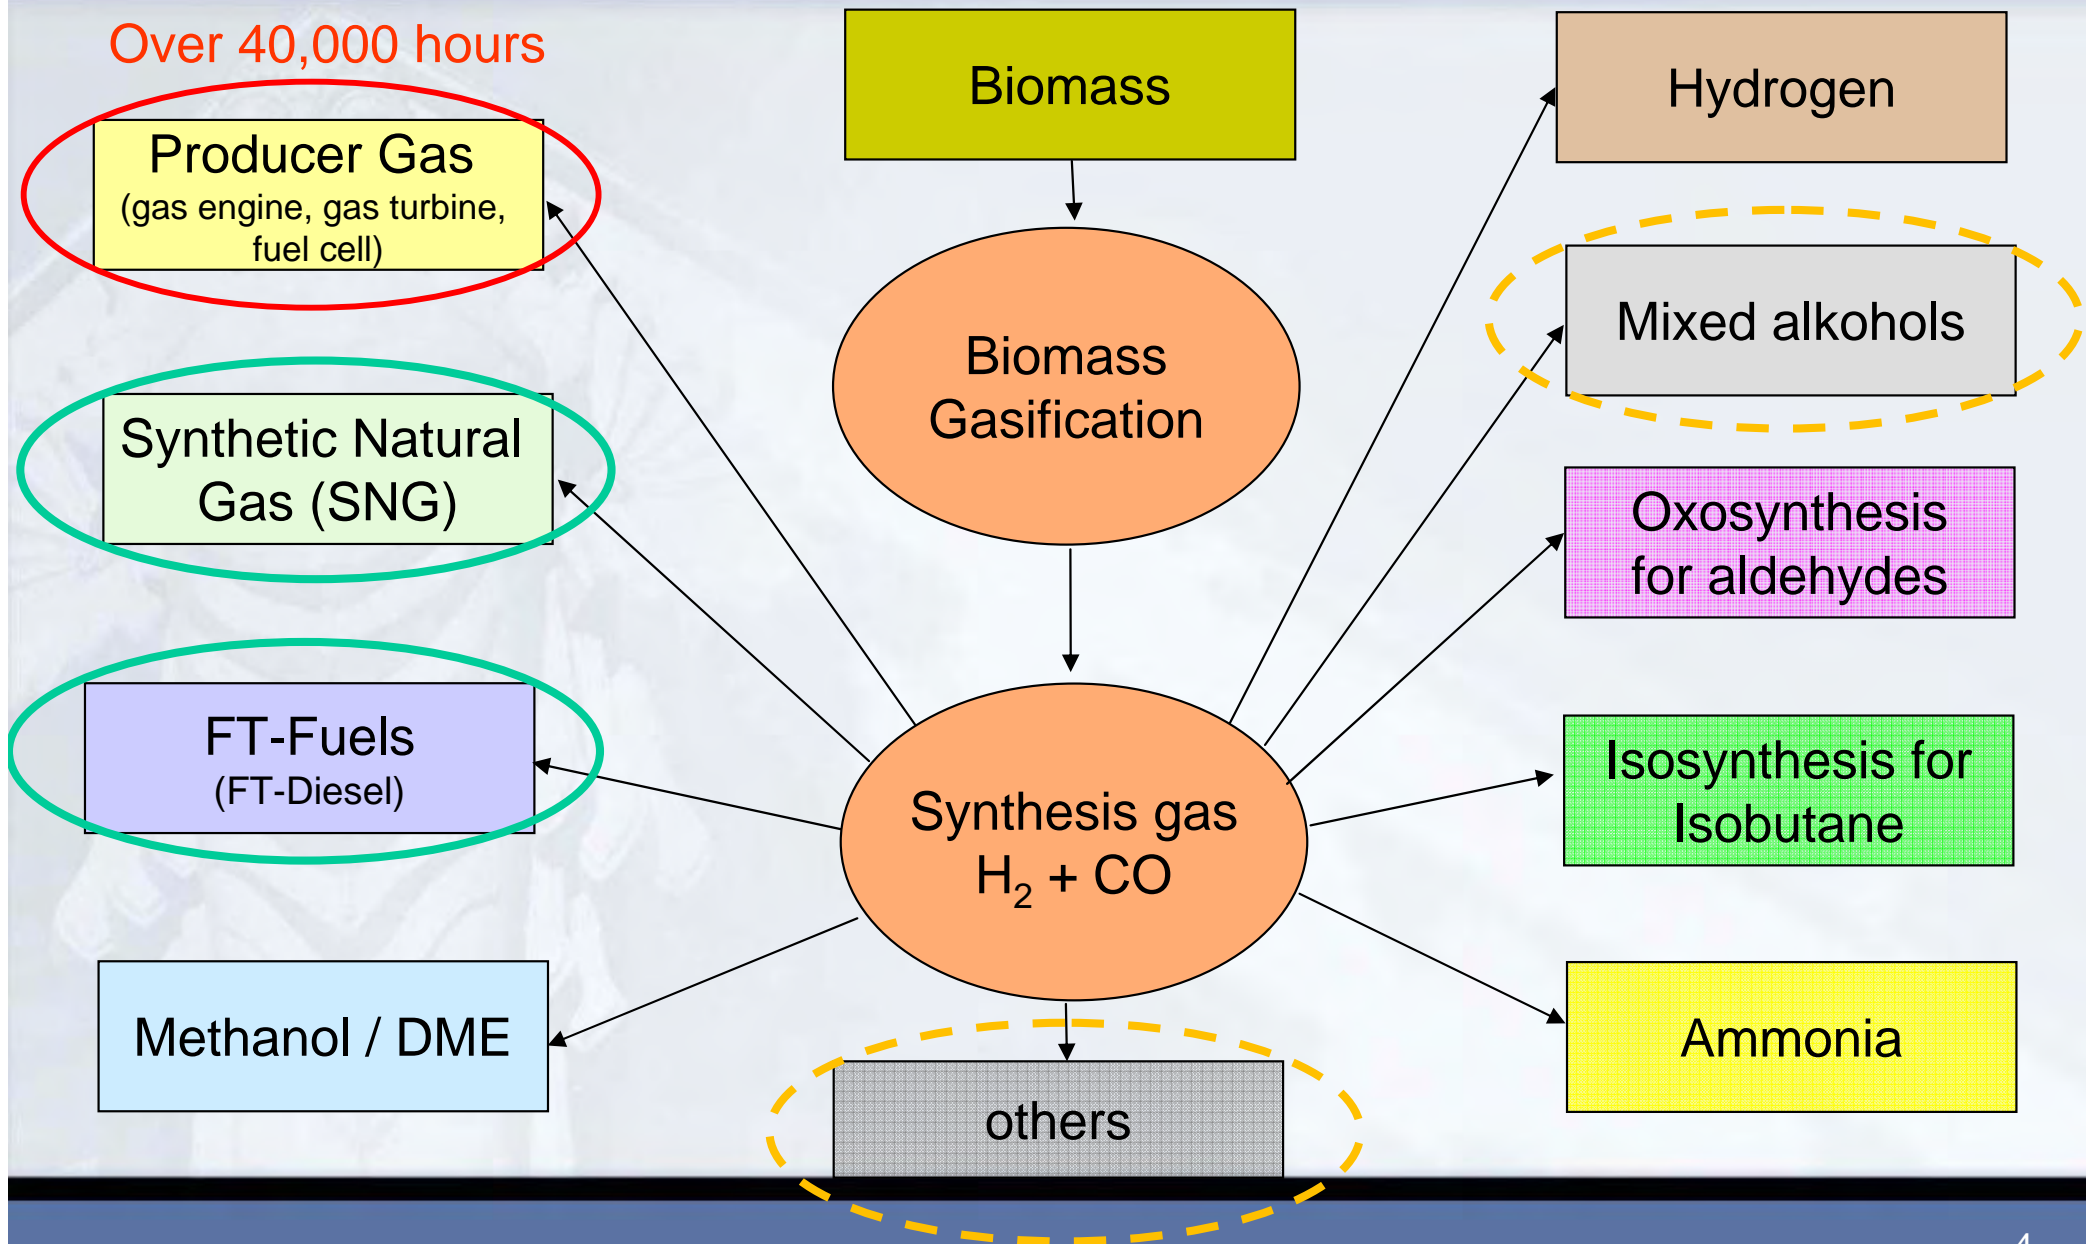 Over 40,000 hours
Producer Gas
(gas engine, gas turbine,
fuel cell)
Synthetic Natural
Gas (SNG)
FT-Fuels
(FT-Diesel)
Methanol / DME
Biomass
Biomass
Gasification
Synthesis gas
H₂ + CO
others
Hydrogen
Mixed alkohols
Oxosynthesis
for aldehydes
Isosynthesis for
Isobutane
Ammonia